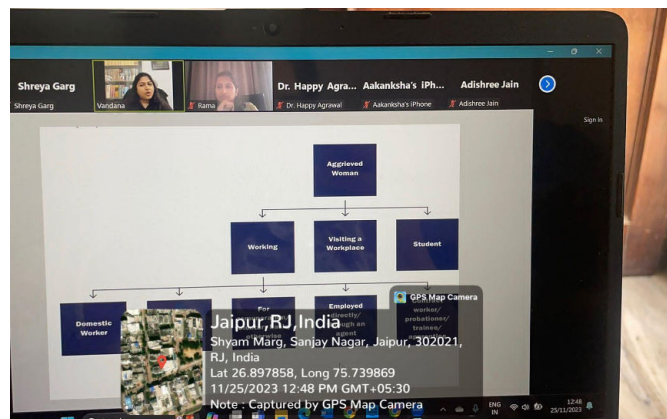 Shreya Garg
Dr. Happy Agra...
Aakanksha's iPh...
Adishree Jain
Shreya Garg
Vandana
Rama
Dr. Happy Agrawal
Aakanksha's iPhone
Adishree Jain
Sign in
Aggrieved
Woman
Working
Visiting a
Workplace
Student
Domestic
Worker
For
Employed
directly/
through an
agent
worker/
probationer/
trainee/
GPS Map Camera
Jaipur,RJ,India
Shyam Marg, Sanjay Nagar, Jaipur, 302021,
RJ, India
Lat 26.897858, Long 75.739869
11/25/2023 12:48 PM GMT+05:30
Note : Captured by GPS Map Camera
ENG
IN
12:48
25/11/2023